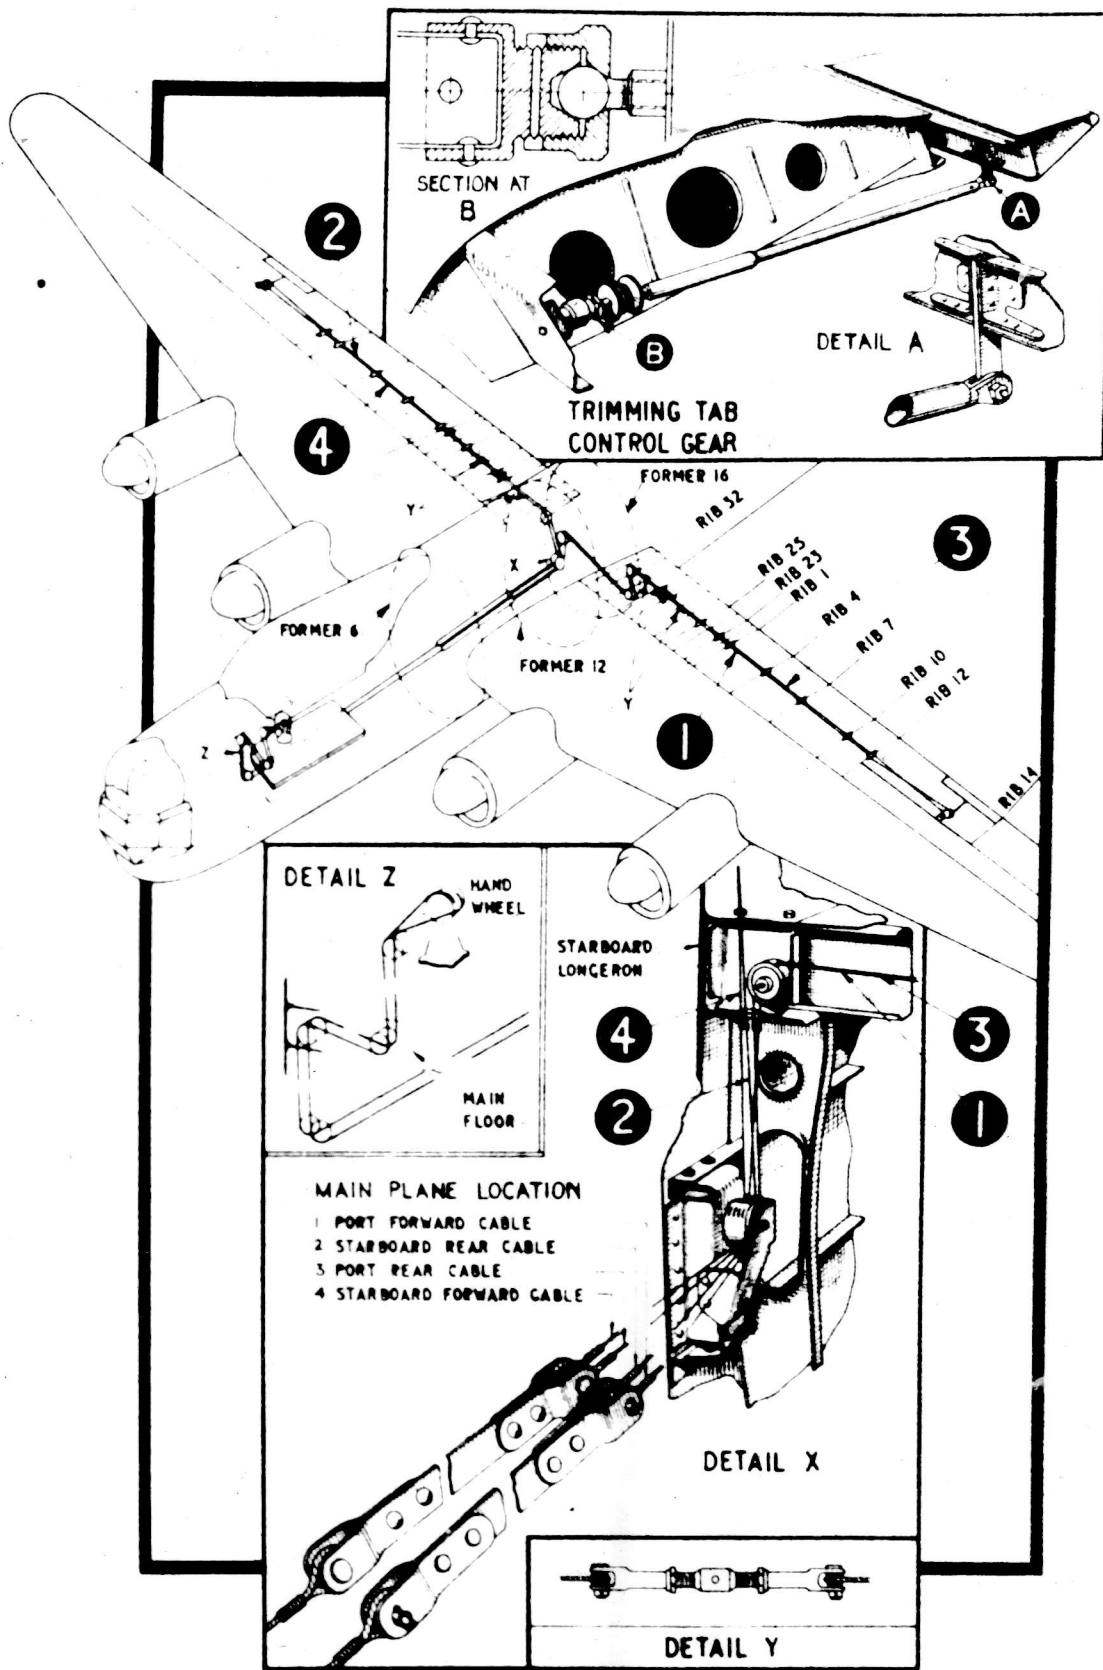 SECTION AT
B
2
A
DETAIL A
B
TRIMMING TAB
CONTROL GEAR
4
FORMER 16
RIB 32
3
Y
Y
RIB 25
RIB 23
RIB 1
X
RIB 4
RIB 7
FORMER 6
FORMER 12
RIB 10
RIB 12
Y
1
Z
RIB 14
DETAIL Z
HAND
WHEEL
STARBOARD
LONGERON
4
3
MAIN
FLOOR
2
1
MAIN PLANE LOCATION
1 PORT FORWARD CABLE
2 STARBOARD REAR CABLE
3 PORT REAR CABLE
4 STARBOARD FORWARD CABLE
DETAIL X
DETAIL Y